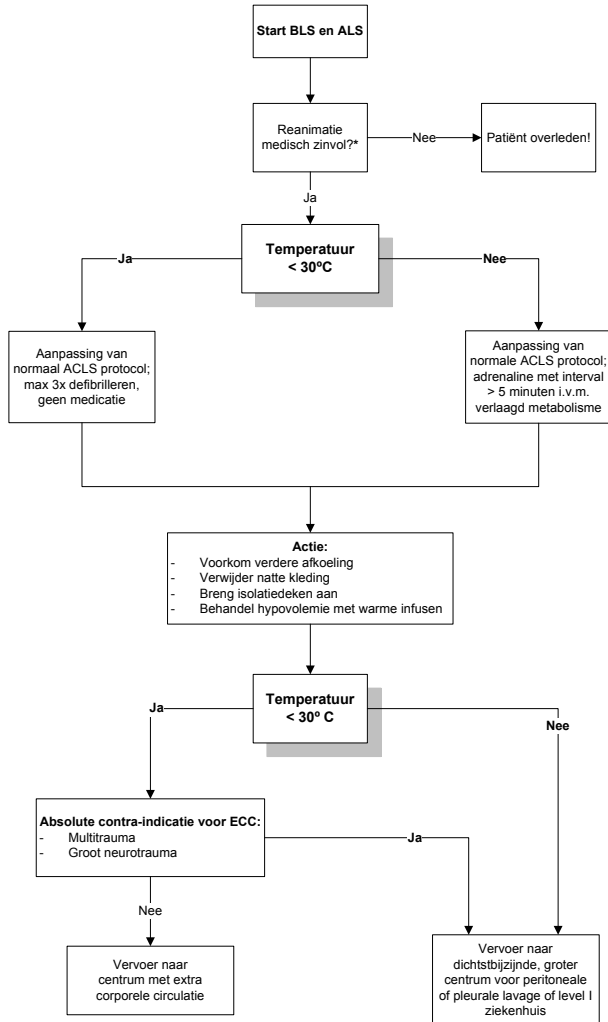 Start BLS en ALS
Reanimatie
medisch zinvol?*
Nee
Patiënt overleden!
Ja
Temperatuur
< 30ºC
Ja
Nee
Aanpassing van
normaal ACLS protocol;
max 3x defibrilleren,
geen medicatie
Aanpassing van
normale ACLS protocol;
adrenaline met interval
> 5 minuten i.v.m.
verlaagd metabolisme
Actie:
- Voorkom verdere afkoeling
- Verwijder natte kleding
- Breng isolatiedeken aan
- Behandel hypovolemie met warme infusen
Temperatuur
< 30º C
Ja
Nee
Absolute contra-indicatie voor ECC:
- Multitrauma
- Groot neurotrauma
Ja
Nee
Vervoer naar
centrum met extra
corporele circulatie
Vervoer naar
dichtstbijzijnde, groter
centrum voor peritoneale
of pleurale lavage of level I
ziekenhuis